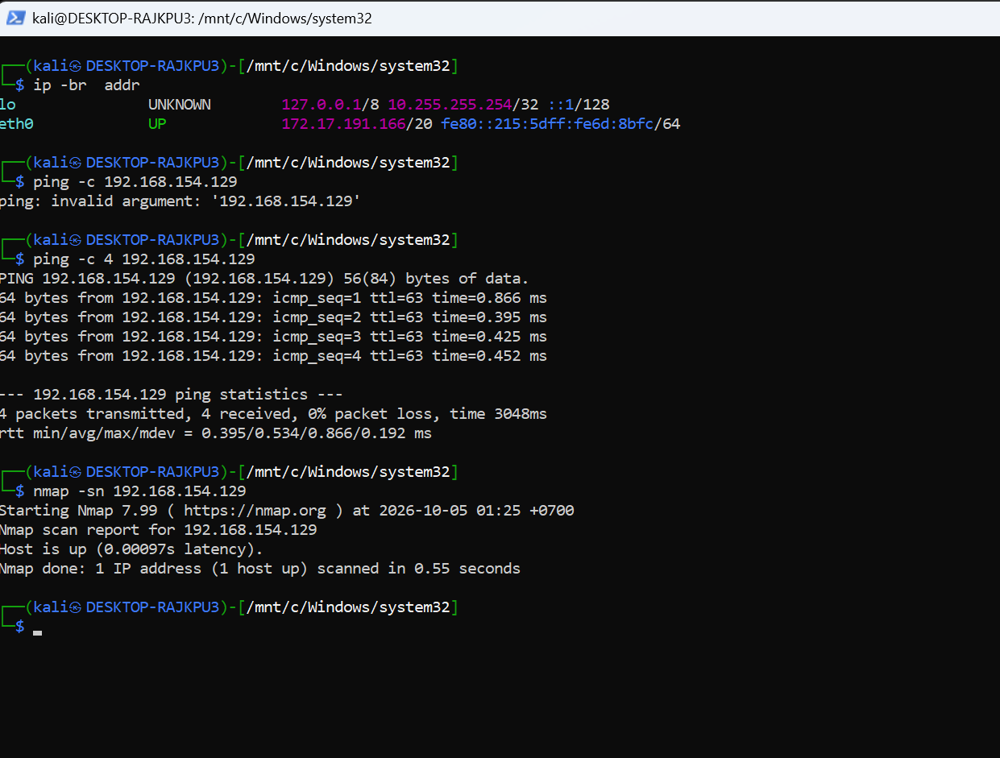 kali@DESKTOP-RAJKPU3: /mnt/c/Windows/system32
┌──(kali㉿DESKTOP-RAJKPU3)-[/mnt/c/Windows/system32]
└─$ ip -br  addr
lo               UNKNOWN        127.0.0.1/8 10.255.255.254/32 ::1/128
eth0             UP             172.17.191.166/20 fe80::215:5dff:fe6d:8bfc/64
┌──(kali㉿DESKTOP-RAJKPU3)-[/mnt/c/Windows/system32]
└─$ ping -c 192.168.154.129
ping: invalid argument: '192.168.154.129'
┌──(kali㉿DESKTOP-RAJKPU3)-[/mnt/c/Windows/system32]
└─$ ping -c 4 192.168.154.129
PING 192.168.154.129 (192.168.154.129) 56(84) bytes of data.
64 bytes from 192.168.154.129: icmp_seq=1 ttl=63 time=0.866 ms
64 bytes from 192.168.154.129: icmp_seq=2 ttl=63 time=0.395 ms
64 bytes from 192.168.154.129: icmp_seq=3 ttl=63 time=0.425 ms
64 bytes from 192.168.154.129: icmp_seq=4 ttl=63 time=0.452 ms
--- 192.168.154.129 ping statistics ---
4 packets transmitted, 4 received, 0% packet loss, time 3048ms
rtt min/avg/max/mdev = 0.395/0.534/0.866/0.192 ms
┌──(kali㉿DESKTOP-RAJKPU3)-[/mnt/c/Windows/system32]
└─$ nmap -sn 192.168.154.129
Starting Nmap 7.99 ( https://nmap.org ) at 2026-10-05 01:25 +0700
Nmap scan report for 192.168.154.129
Host is up (0.00097s latency).
Nmap done: 1 IP address (1 host up) scanned in 0.55 seconds
┌──(kali㉿DESKTOP-RAJKPU3)-[/mnt/c/Windows/system32]
└─$